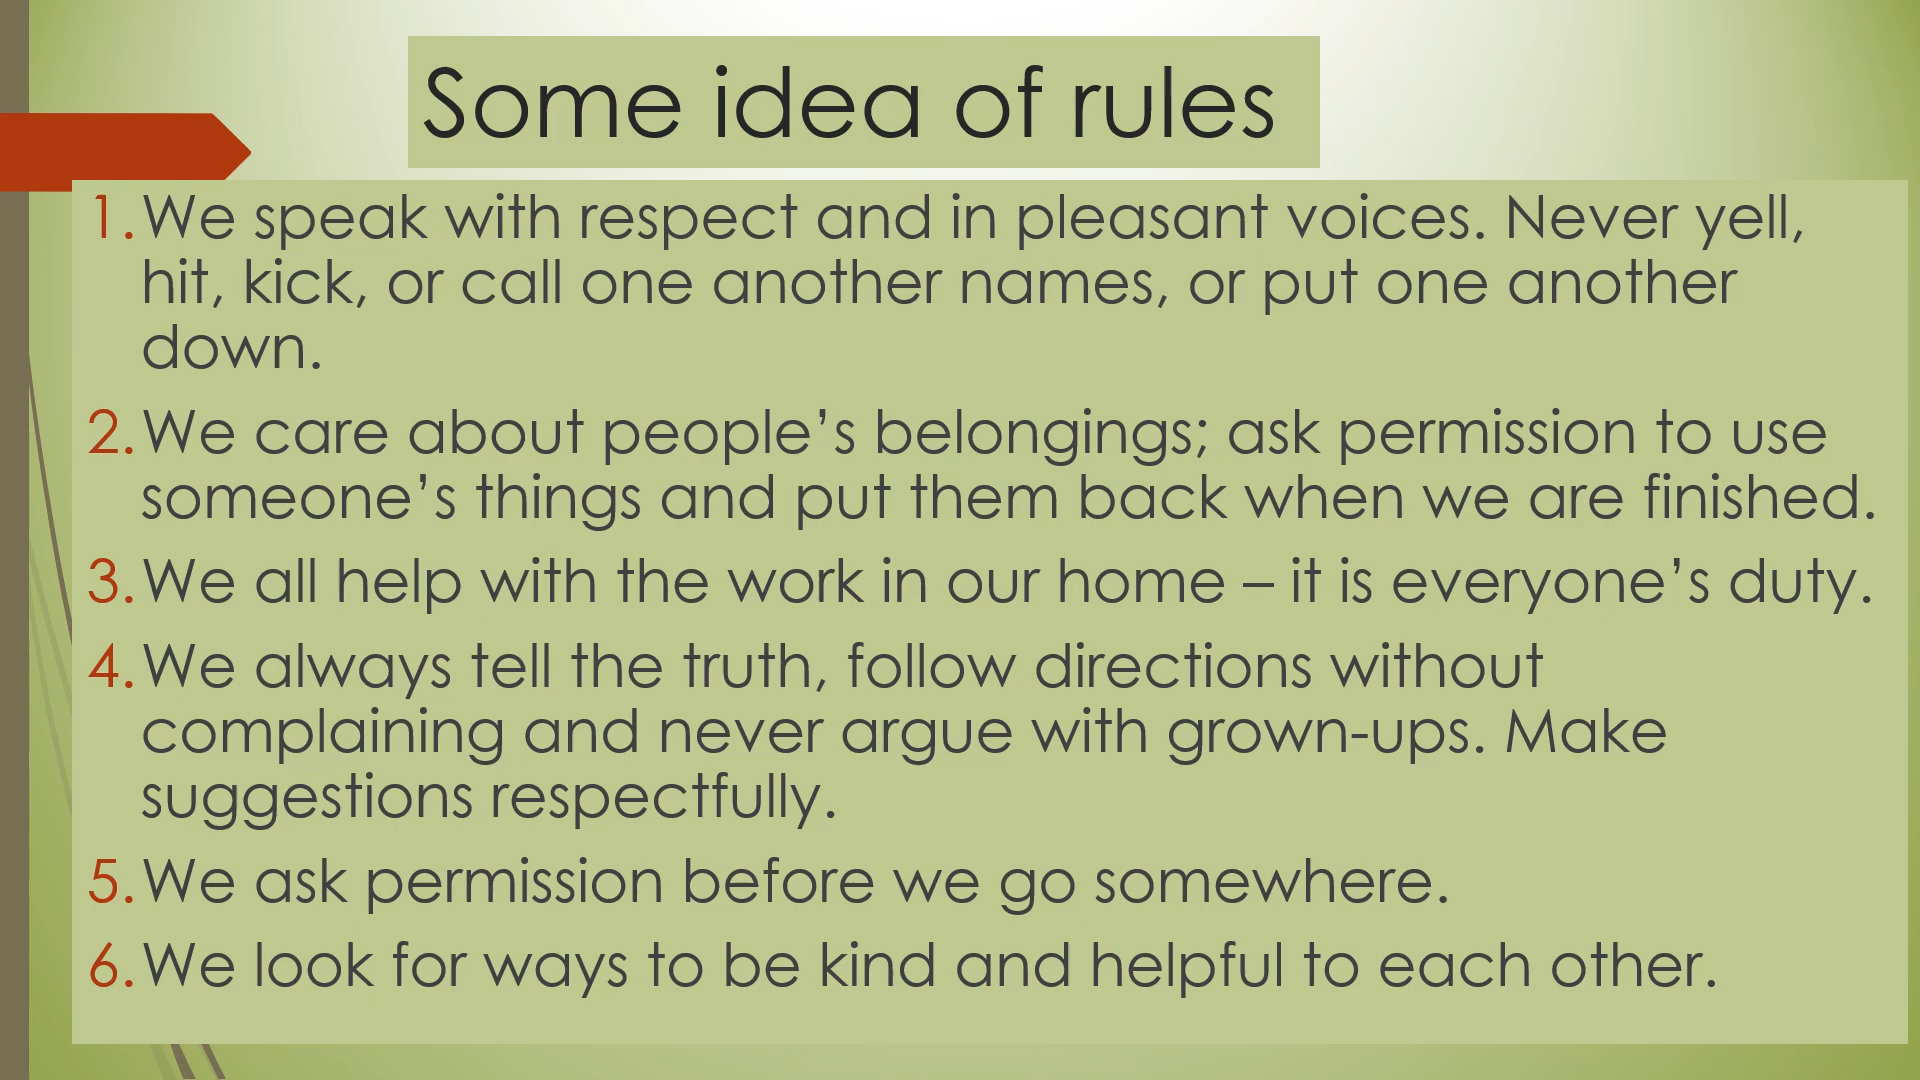 Some idea of rules
1.We speak with respect and in pleasant voices. Never yell,
hit, kick, or call one another names, or put one another
down.
2.We care about people’s belongings; ask permission to use
someone’s things and put them back when we are finished.
3.We all help with the work in our home – it is everyone’s duty.
4.We always tell the truth, follow directions without
complaining and never argue with grown-ups. Make
suggestions respectfully.
5.We ask permission before we go somewhere.
6.We look for ways to be kind and helpful to each other.